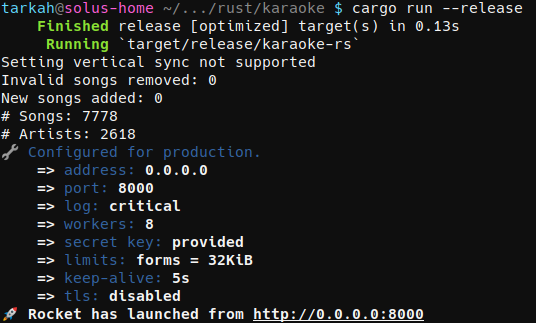 tarkah@solus-home ~/.../rust/karaoke $ cargo run --release
Finished release [optimized] target(s) in 0.13s
Running `target/release/karaoke-rs`
Setting vertical sync not supported
Invalid songs removed: 0
New songs added: 0
# Songs: 7778
# Artists: 2618
🔧 Configured for production.
=> address: 0.0.0.0
=> port: 8000
=> log: critical
=> workers: 8
=> secret key: provided
=> limits: forms = 32KiB
=> keep-alive: 5s
=> tls: disabled
🚀 Rocket has launched from http://0.0.0.0:8000